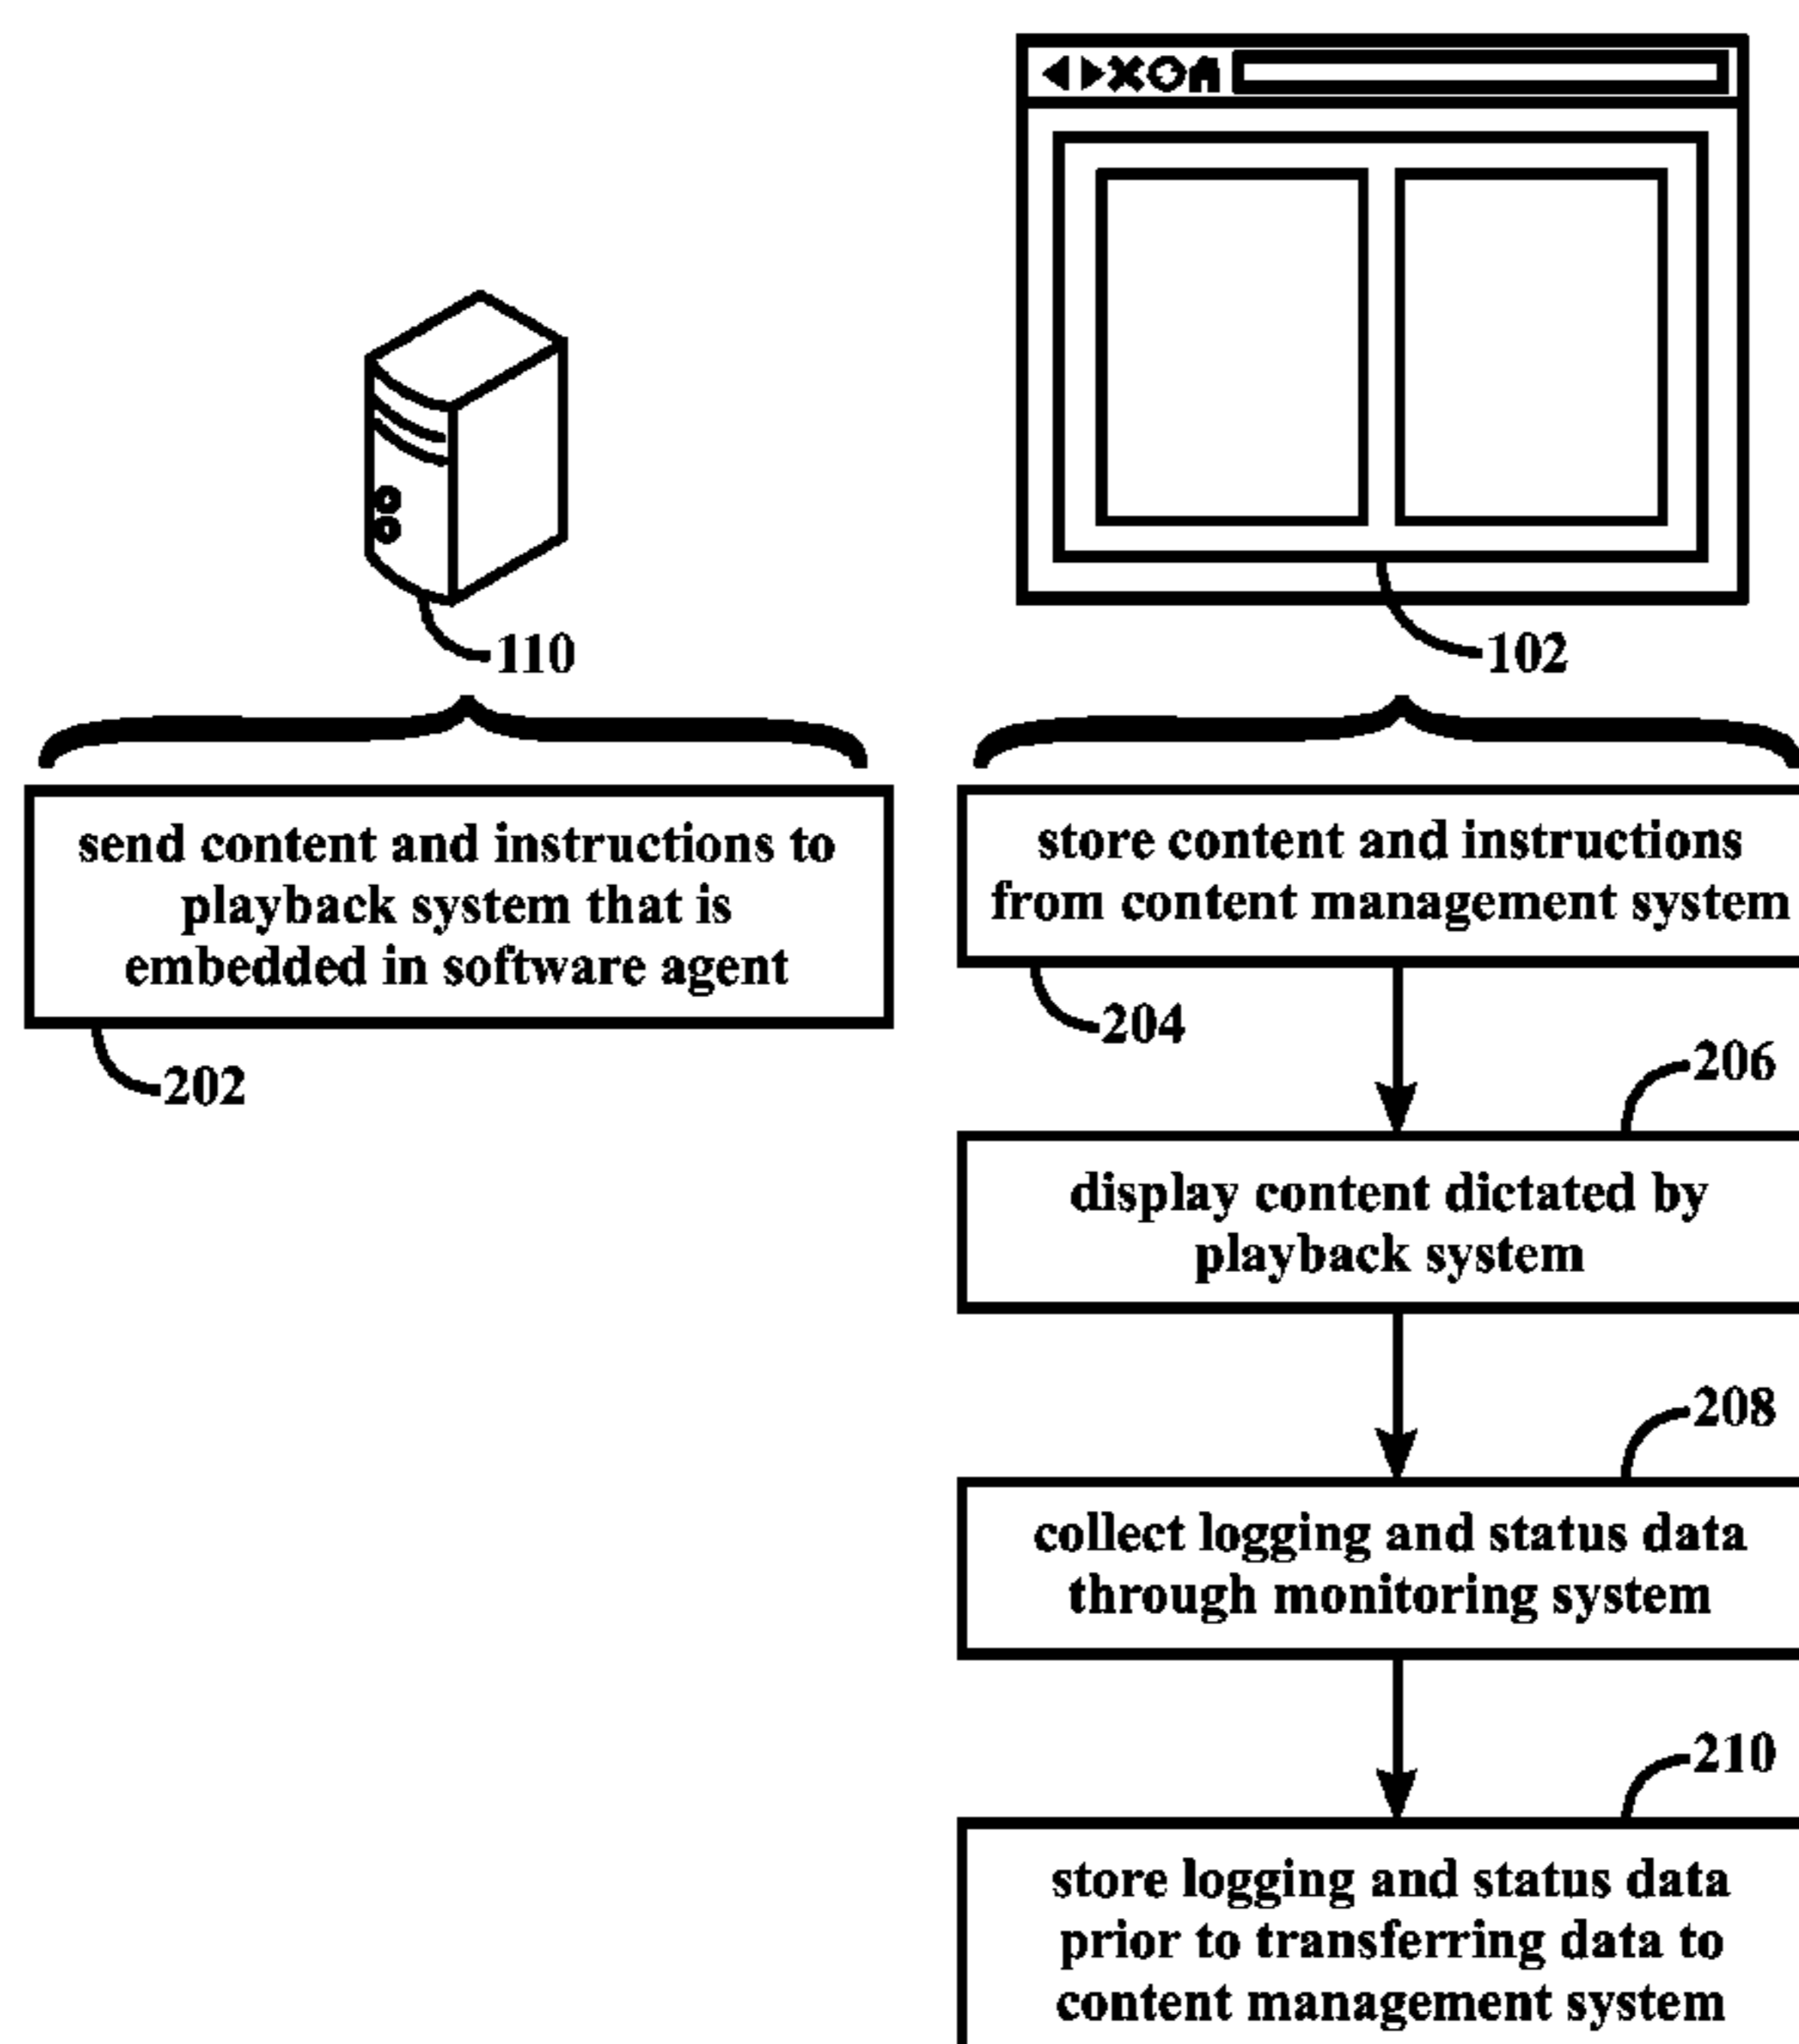 110
102
send content and instructions to
playback system that is
embedded in software agent
202
store content and instructions
from content management system
204
206
display content dictated by
playback system
208
collect logging and status data
through monitoring system
210
store logging and status data
prior to transferring data to
content management system